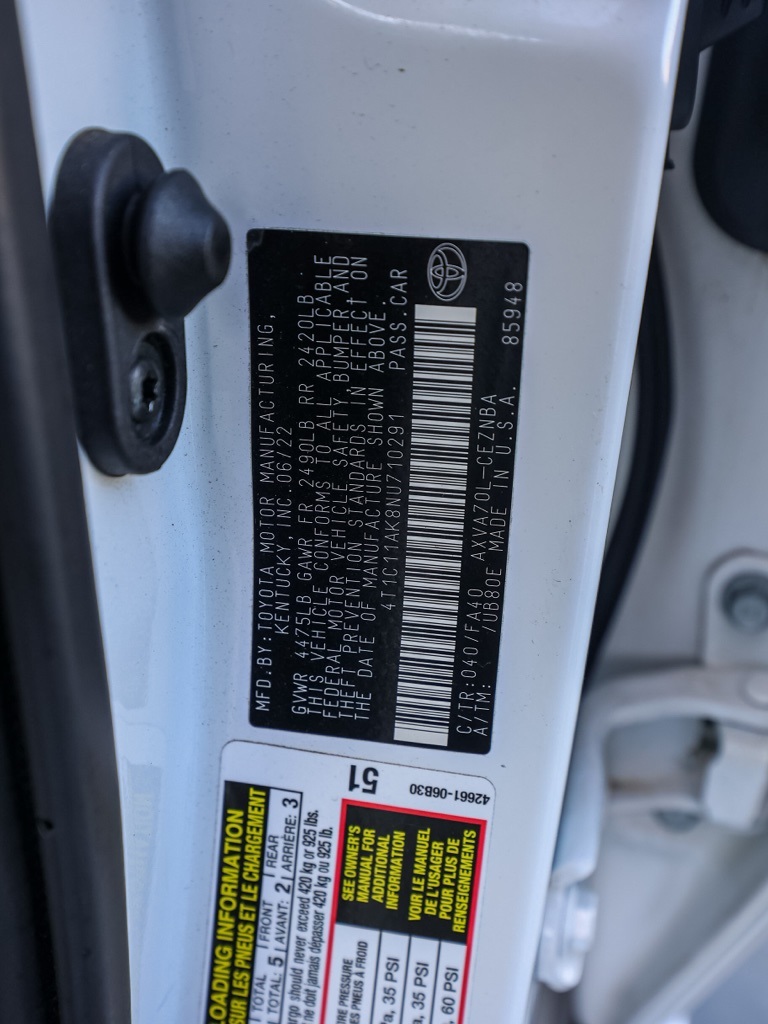 MFD. BY: TOYOTA MOTOR MANUFACTURING,
KENTUCKY, INC. 06/22
GVWR 4475LB GAWR FR 2490LB RR 2420LB
THIS VEHICLE CONFORMS TO ALL APPLICABLE
FEDERAL MOTOR VEHICLE SAFETY, BUMPER, AND
THEFT PREVENTION STANDARDS IN EFFECT ON
THE DATE OF MANUFACTURE SHOWN ABOVE.
4T1C11AK8NU710291 PASS.CAR
C/TR:040/FA40 AXVA70L-CEZNBA
A/TM: /UB80E MADE IN U.S.A. 85948
LOADING INFORMATION
SUR LES PNEUS ET LE CHARGEMENT
TOTAL FRONT REAR
TOTAL: 5 AVANT: 2 ARRIÈRE: 3
should never exceed 420 kg or 925 lbs.
ne doit jamais dépasser 420 kg ou 925 lb.
51
SEE OWNER'S
MANUAL FOR
ADDITIONAL
INFORMATION
VOIR LE MANUEL
DE L'USAGER
POUR PLUS DE
RENSEIGNEMENTS
PRESSURE
PNEUS À FROID
35 PSI
35 PSI
60 PSI
42661-06B30